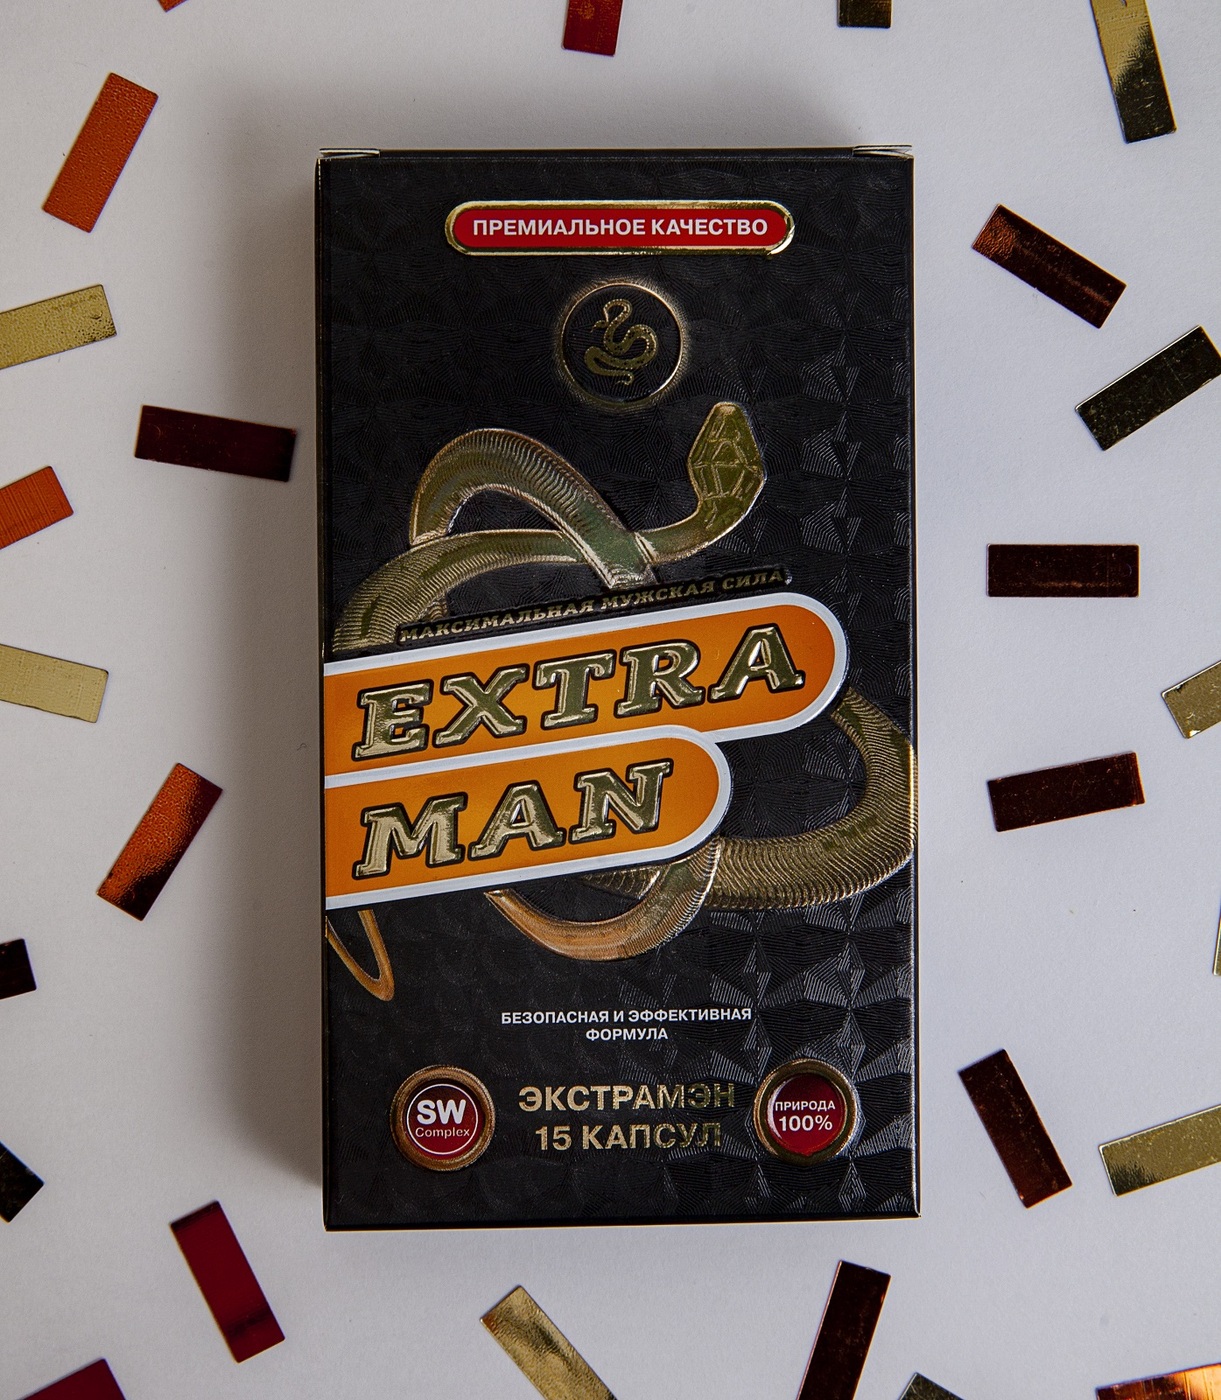 ПРЕМИАЛЬНОЕ КАЧЕСТВО
МАКСИМАЛЬНАЯ МУЖСКАЯ СИЛА
EXTRA
MAN
БЕЗОПАСНАЯ И ЭФФЕКТИВНАЯ
ФОРМУЛА
SW
Complex
ЭКСТРАМЭН
15 КАПСУЛ
ПРИРОДА
100%